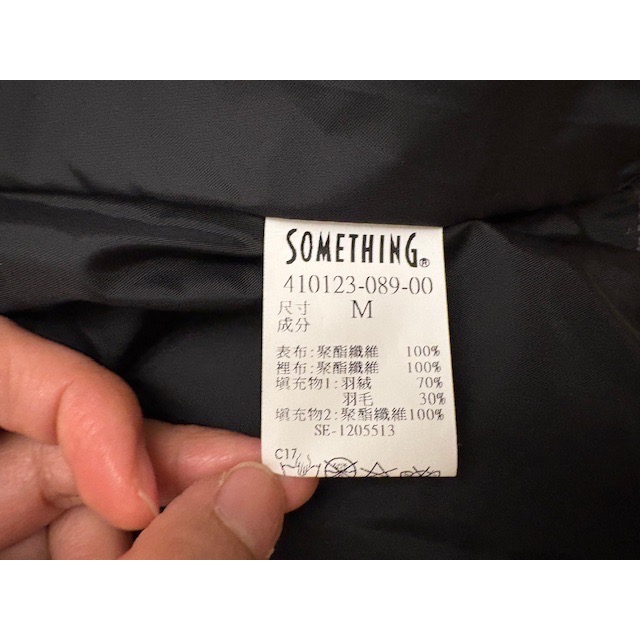 SOMETHING®
410123-089-00
尺寸 M
成分
表布:聚酯纖維 100%
裡布:聚酯纖維 100%
填充物1:羽絨 70%
羽毛 30%
填充物2:聚酯纖維100%
SE-1205513
C17